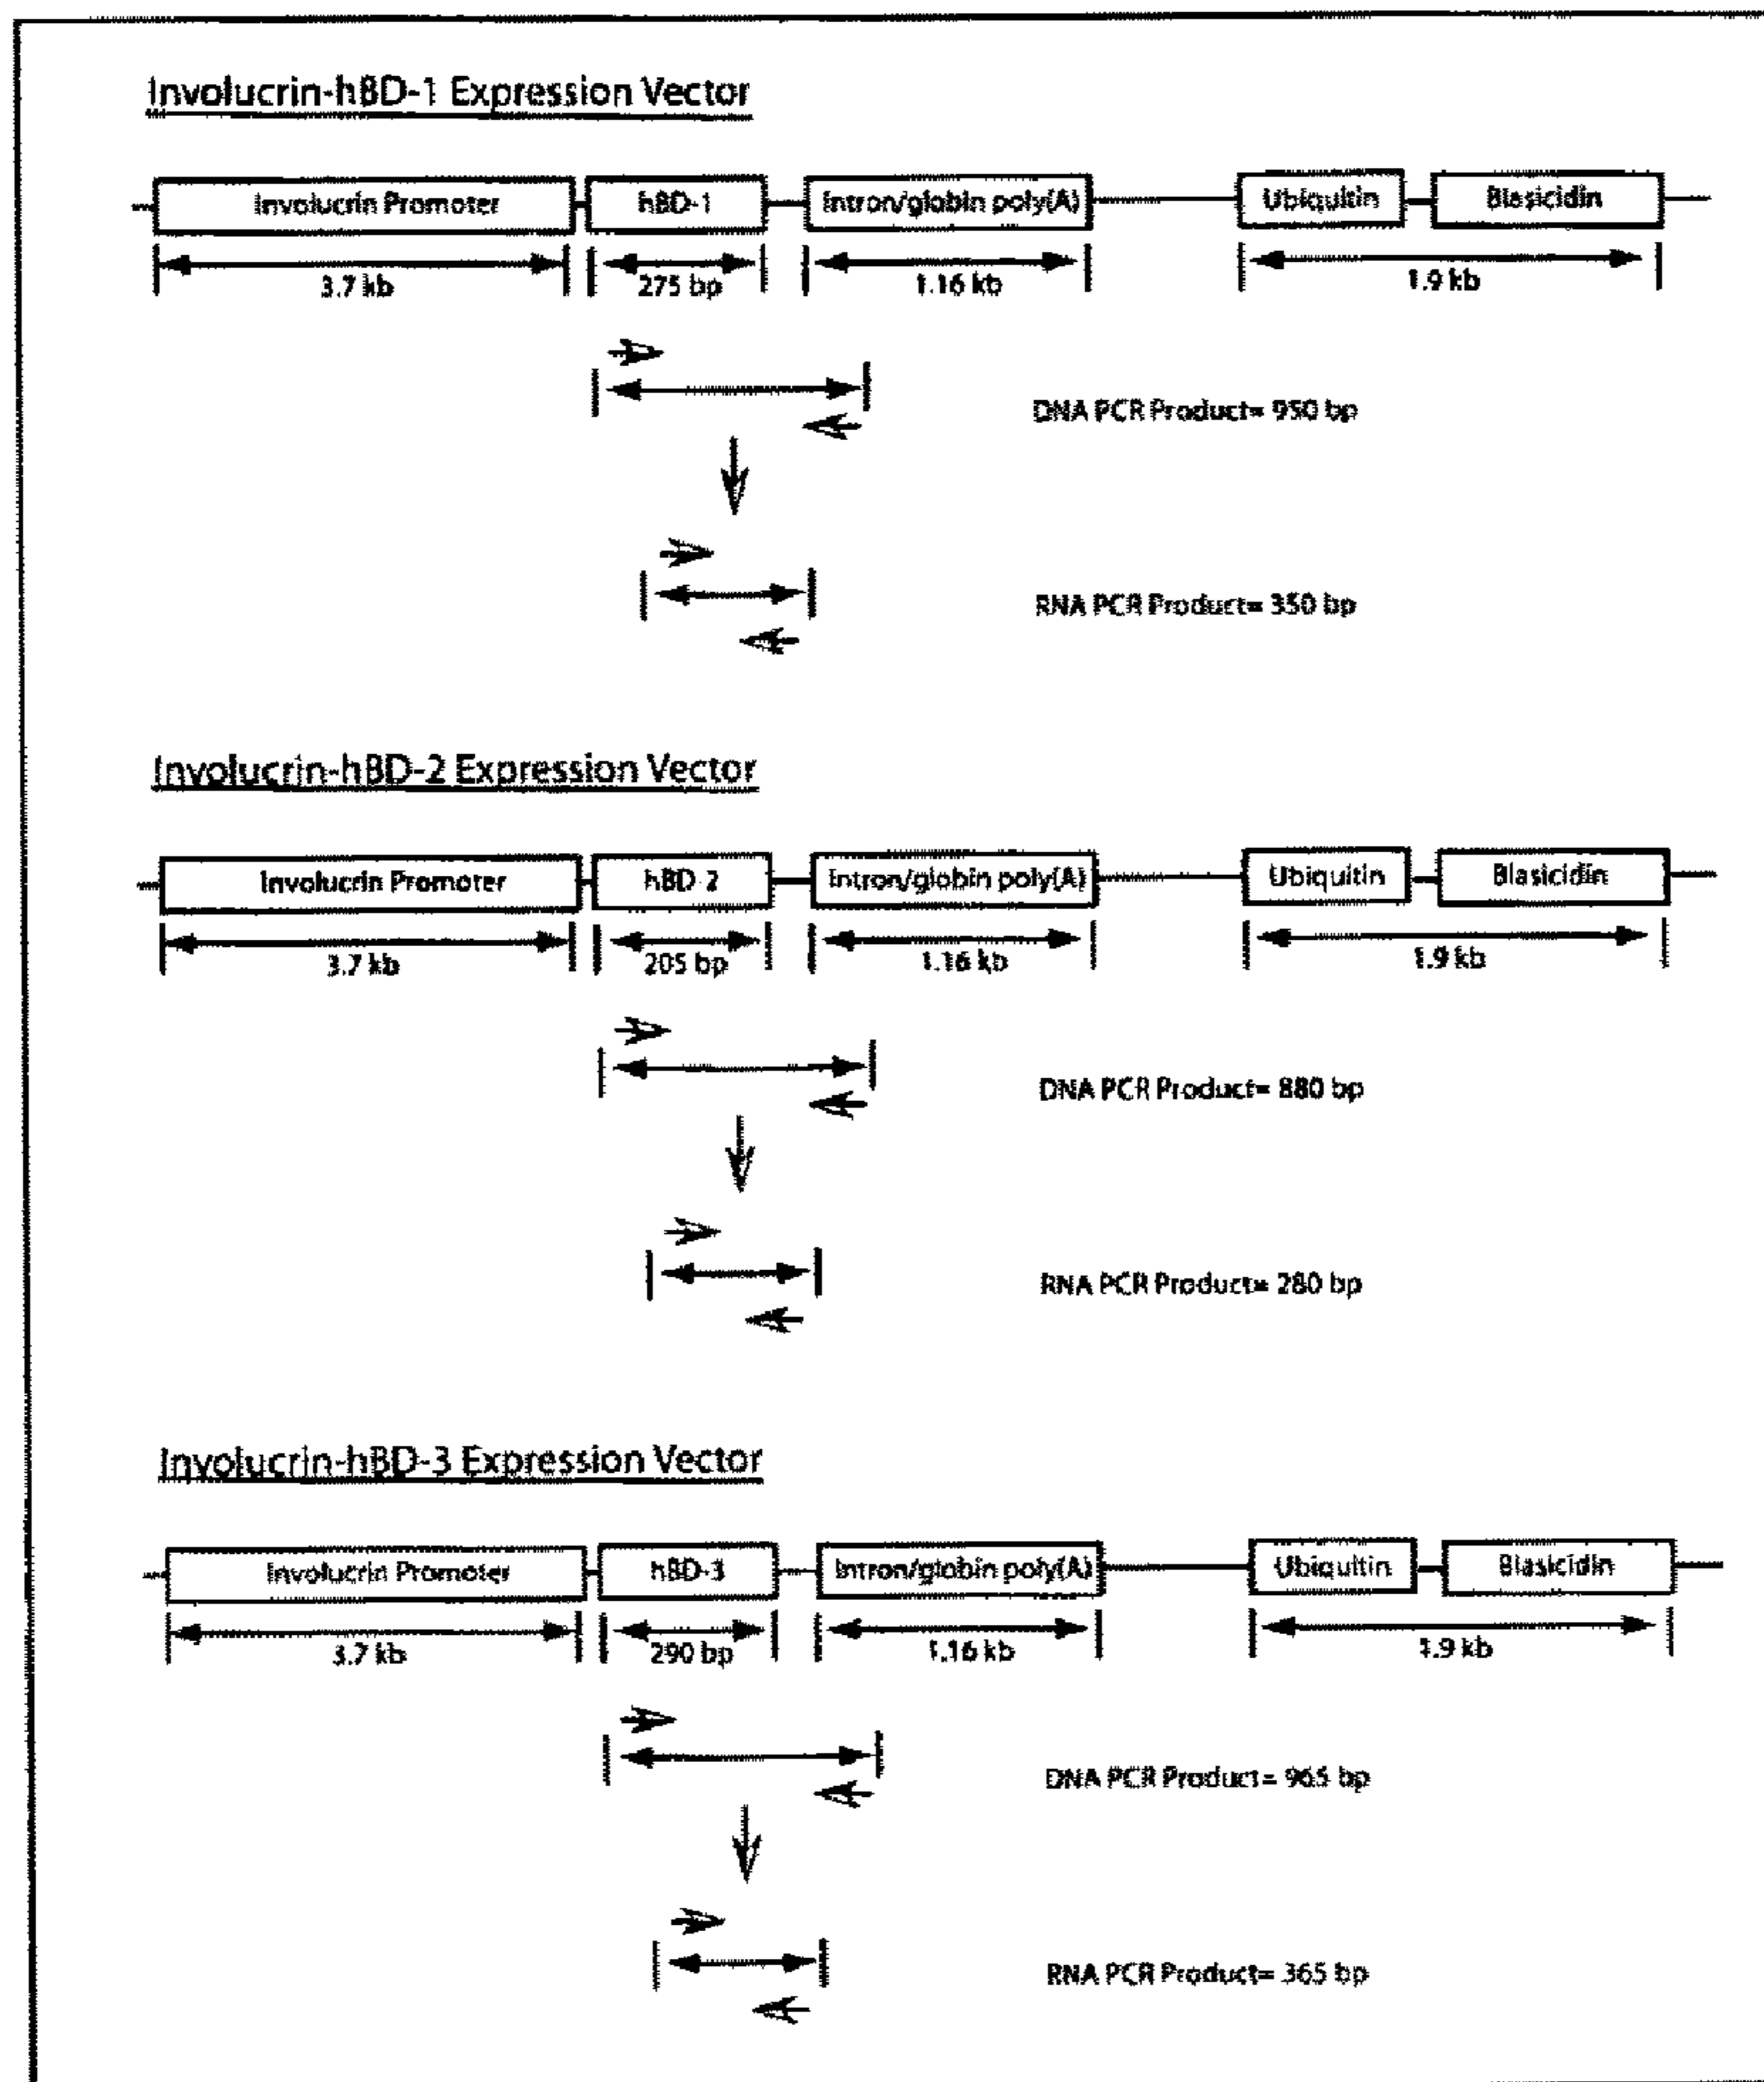 Involucrin-hBD-1 Expression Vector
Involucrin Promoter hBD-1 Intron/globin poly(A) Ubiquitin Blasicidin
3.7 kb 275 bp 1.16 kb 1.9 kb
DNA PCR Product= 950 bp
RNA PCR Product= 350 bp
Involucrin-hBD-2 Expression Vector
Involucrin Promoter hBD-2 Intron/globin poly(A) Ubiquitin Blasicidin
3.7 kb 205 bp 1.16 kb 1.9 kb
DNA PCR Product= 880 bp
RNA PCR Product= 280 bp
Involucrin-hBD-3 Expression Vector
Involucrin Promoter hBD-3 Intron/globin poly(A) Ubiquitin Blasicidin
3.7 kb 290 bp 1.16 kb 1.9 kb
DNA PCR Product= 965 bp
RNA PCR Product= 365 bp